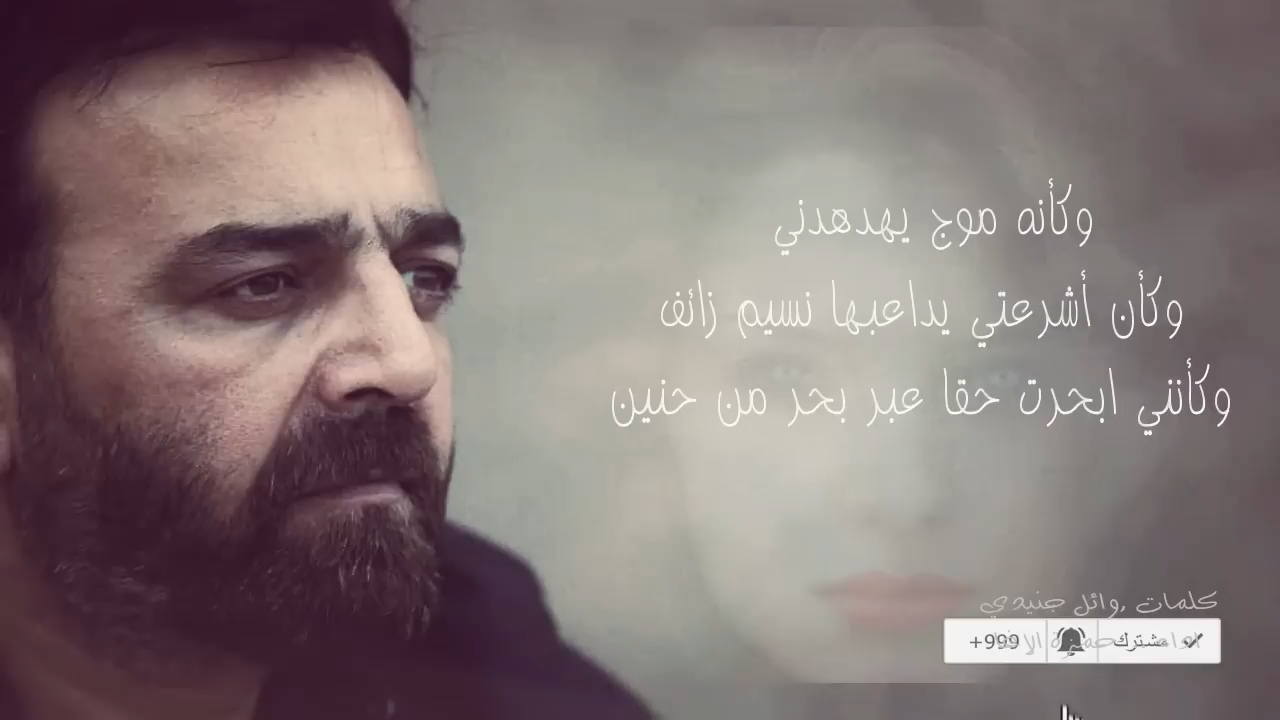 وكأنه موج يهدهدني
وكأن أشرعتي يداعبها نسيم زائف
وكأنني ابحرت حقا عبر بحر من حنين
كلمات ,وائل جنيدي
مشترك 999+